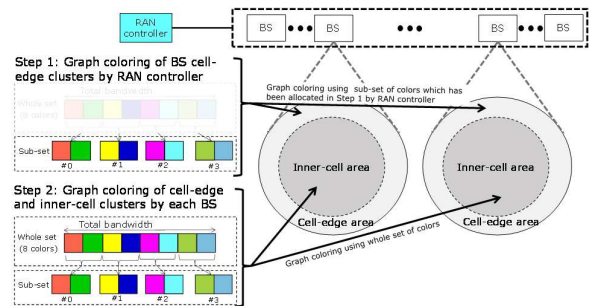 RAN
controller
BS
BS
BS
BS
Step 1: Graph coloring of BS cell-
edge clusters by RAN controller
Total bandwidth
Whole set
(8 colors)
Sub-set
#0
#1
#2
#3
Graph coloring using sub-set of colors which has
been allocated in Step 1 by RAN controller
Inner-cell area
Cell-edge area
Inner-cell area
Cell-edge area
Step 2: Graph coloring of cell-edge
and inner-cell clusters by each BS
Total bandwidth
Whole set
(8 colors)
Sub-set
#0
#1
#2
#3
Graph coloring using whole set of colors